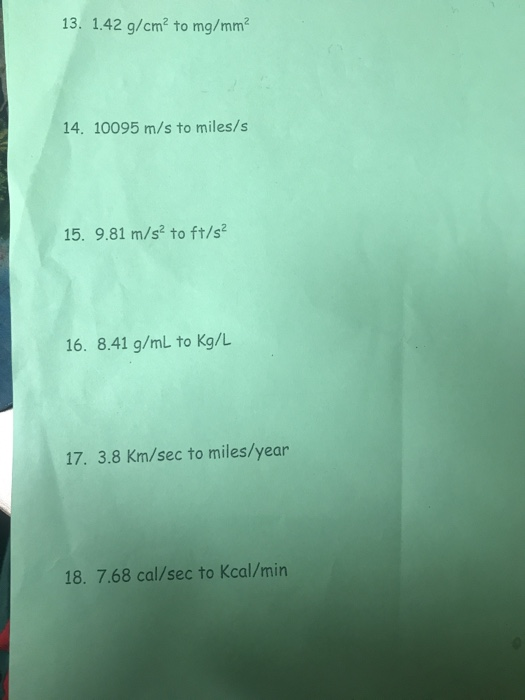 13. 1.42 g/cm² to mg/mm²
14. 10095 m/s to miles/s
15. 9.81 m/s² to ft/s²
16. 8.41 g/mL to Kg/L
17. 3.8 Km/sec to miles/year
18. 7.68 cal/sec to Kcal/min